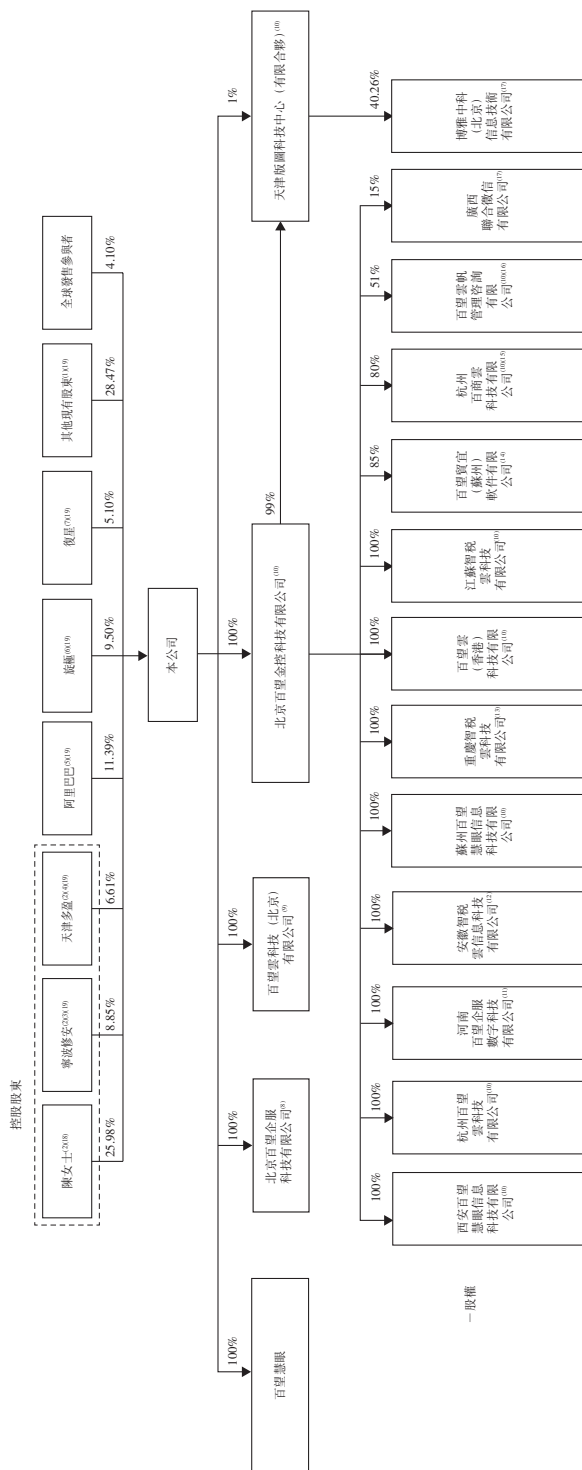 控股股東
陳女士⁽²⁾⁽¹⁸⁾
寧波修安⁽²⁾⁽³⁾⁽¹⁹⁾
天津多盈⁽²⁾⁽⁴⁾⁽¹⁹⁾
阿里巴巴⁽⁵⁾⁽¹⁹⁾
旋極⁽⁶⁾⁽¹⁹⁾
復星⁽⁷⁾⁽¹⁹⁾
其他現有股東⁽¹⁾⁽¹⁹⁾
全球發售參與者
25.98%
8.85%
6.61%
11.39%
9.50%
5.10%
28.47%
4.10%
本公司
100%
100%
100%
100%
1%
百望慧眼
北京百望企服
科技有限公司⁽⁸⁾
百望雲科技（北京）
有限公司⁽⁹⁾
北京百望金控科技有限公司⁽¹⁰⁾
99%
天津版圖科技中心（有限合夥）⁽¹⁰⁾
100%
100%
100%
100%
100%
100%
100%
100%
85%
80%
51%
15%
40.26%
西安百望
慧眼信息
科技有限
公司⁽¹⁰⁾
杭州百望
雲科技
有限公司⁽¹⁰⁾
河南
百望企服
數字科技
有限公司⁽¹¹⁾
安徽智稅
雲信息科技
有限公司⁽¹²⁾
蘇州百望
慧眼信息
科技有限
公司⁽¹⁰⁾
重慶智稅
雲科技
有限公司⁽¹³⁾
百望雲
（香港）
科技有限
公司⁽¹⁰⁾
江蘇智稅
雲科技
有限公司⁽¹⁰⁾
百望貿宜
（蘇州）
軟件有限
公司⁽¹⁴⁾
杭州
百商雲
科技有限
公司⁽¹⁰⁾⁽¹⁵⁾
百望雲帆
管理咨詢
有限
公司⁽¹⁰⁾⁽¹⁶⁾
廣西
聯合徵信
有限公司⁽¹⁷⁾
博雅中科
（北京）
信息技術
有限公司⁽¹⁷⁾
－股權